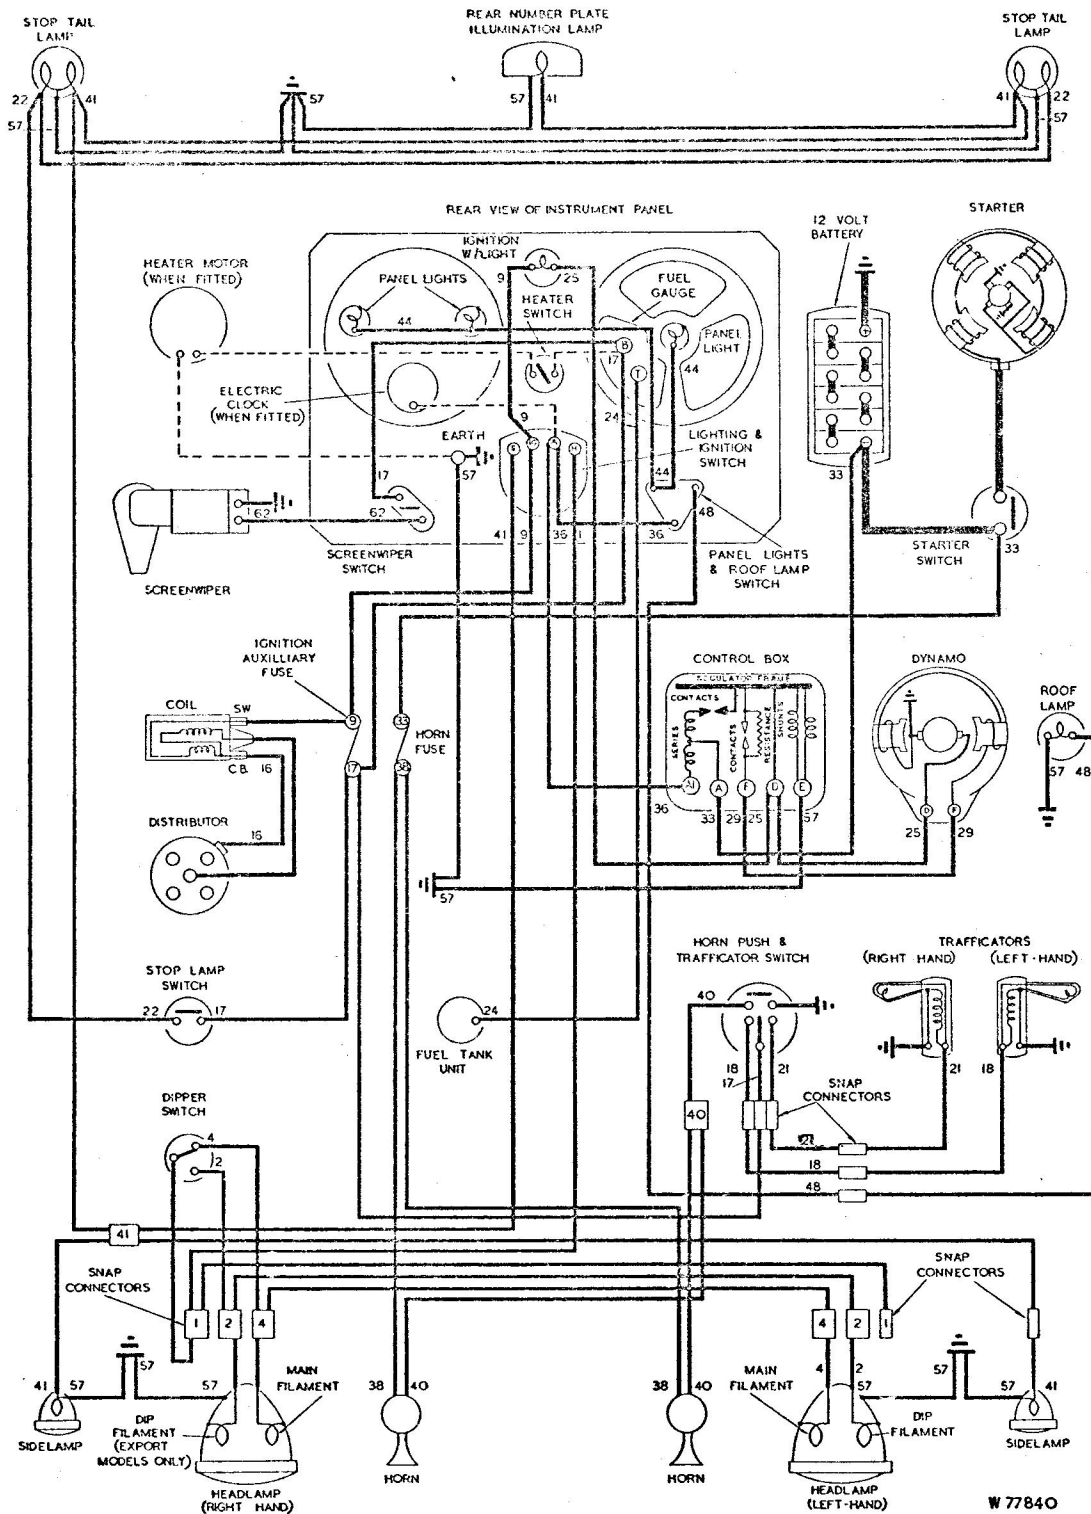 STOP TAIL
LAMP
REAR NUMBER PLATE
ILLUMINATION LAMP
STOP TAIL
LAMP
22
41
57
57
57
41
41
22
57
REAR VIEW OF INSTRUMENT PANEL
12 VOLT
BATTERY
STARTER
HEATER MOTOR
(WHEN FITTED)
IGNITION
W/LIGHT
PANEL LIGHTS
9
25
HEATER
SWITCH
FUEL
GAUGE
44
B
PANEL
LIGHT
17
T
44
ELECTRIC
CLOCK
(WHEN FITTED)
9
24
EARTH
LIGHTING &
IGNITION
SWITCH
S
IG
A
H
57
33
17
44
62
62
48
41
9
36
1
36
SCREENWIPER
SWITCH
PANEL LIGHTS
& ROOF LAMP
SWITCH
STARTER
SWITCH
33
SCREENWIPER
IGNITION
AUXILLIARY
FUSE
CONTROL BOX
DYNAMO
REGULATOR FRAME
CONTACTS
SERIES
CONTACTS
RESISTANCE
SHUNTS
ROOF
LAMP
COIL
SW
9
33
HORN
FUSE
C.B.
16
17
38
57
48
A1
A
F
D
E
36
33
29
25
57
D
F
25
29
DISTRIBUTOR
16
57
STOP LAMP
SWITCH
HORN PUSH &
TRAFFICATOR SWITCH
TRAFFICATORS
(RIGHT HAND)
(LEFT-HAND)
40
22
17
24
FUEL TANK
UNIT
18
17
21
21
18
SNAP
CONNECTORS
DIPPER
SWITCH
40
4
2
21
18
48
41
SNAP
CONNECTORS
SNAP
CONNECTORS
1
2
4
4
2
1
57
4
2
57
41
57
57
MAIN
FILAMENT
38
40
38
40
MAIN
FILAMENT
57
57
41
SIDELAMP
DIP
FILAMENT
(EXPORT
MODELS ONLY)
DIP
FILAMENT
SIDELAMP
HORN
HORN
HEADLAMP
(RIGHT HAND)
HEADLAMP
(LEFT-HAND)
W 77840